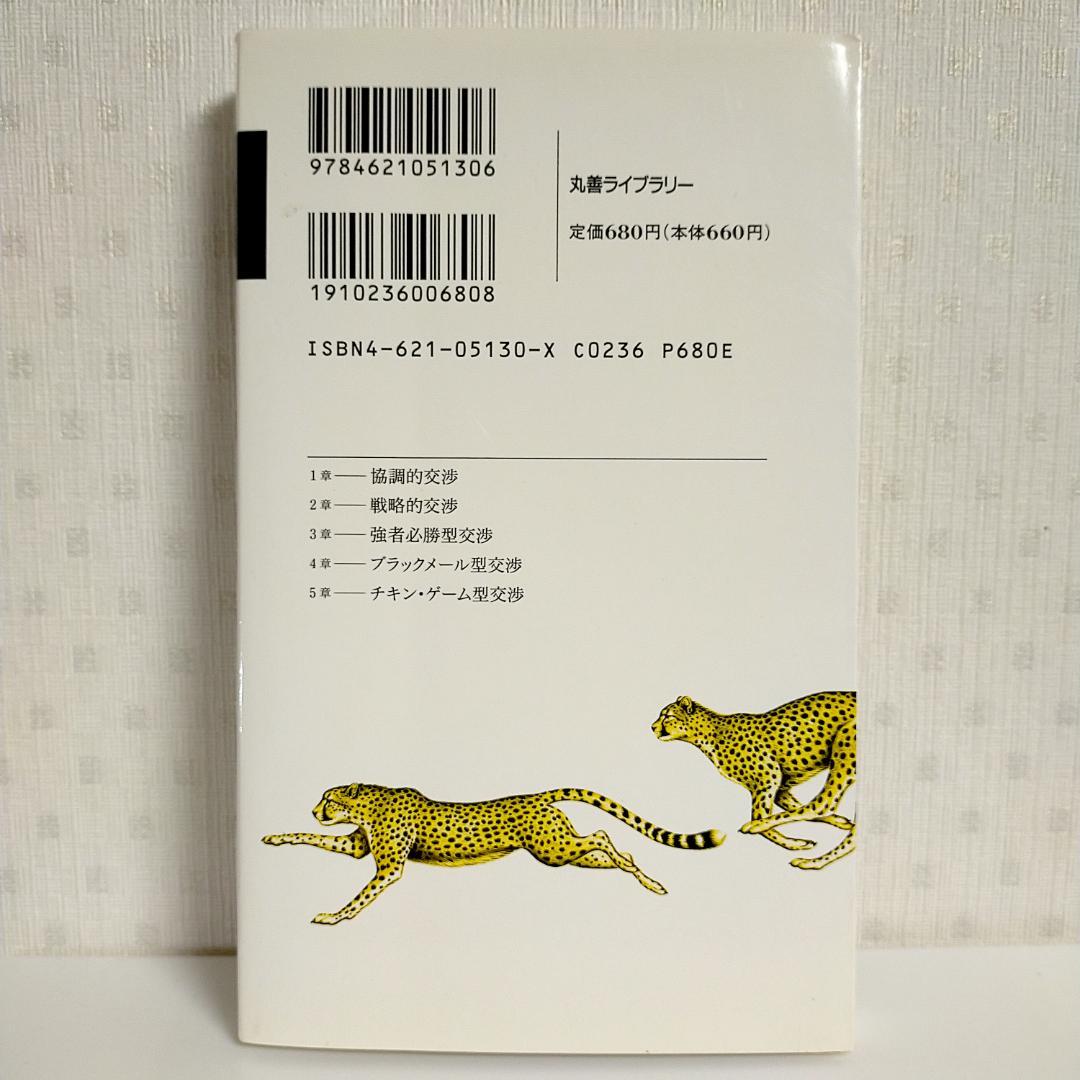 9784621051306
1910236006808
丸善ライブラリー
定価680円(本体660円)
ISBN4-621-05130-X C0236 P680E
1章――協調的交渉
2章――戦略的交渉
3章――強者必勝型交渉
4章――ブラックメール型交渉
5章――チキン・ゲーム型交渉